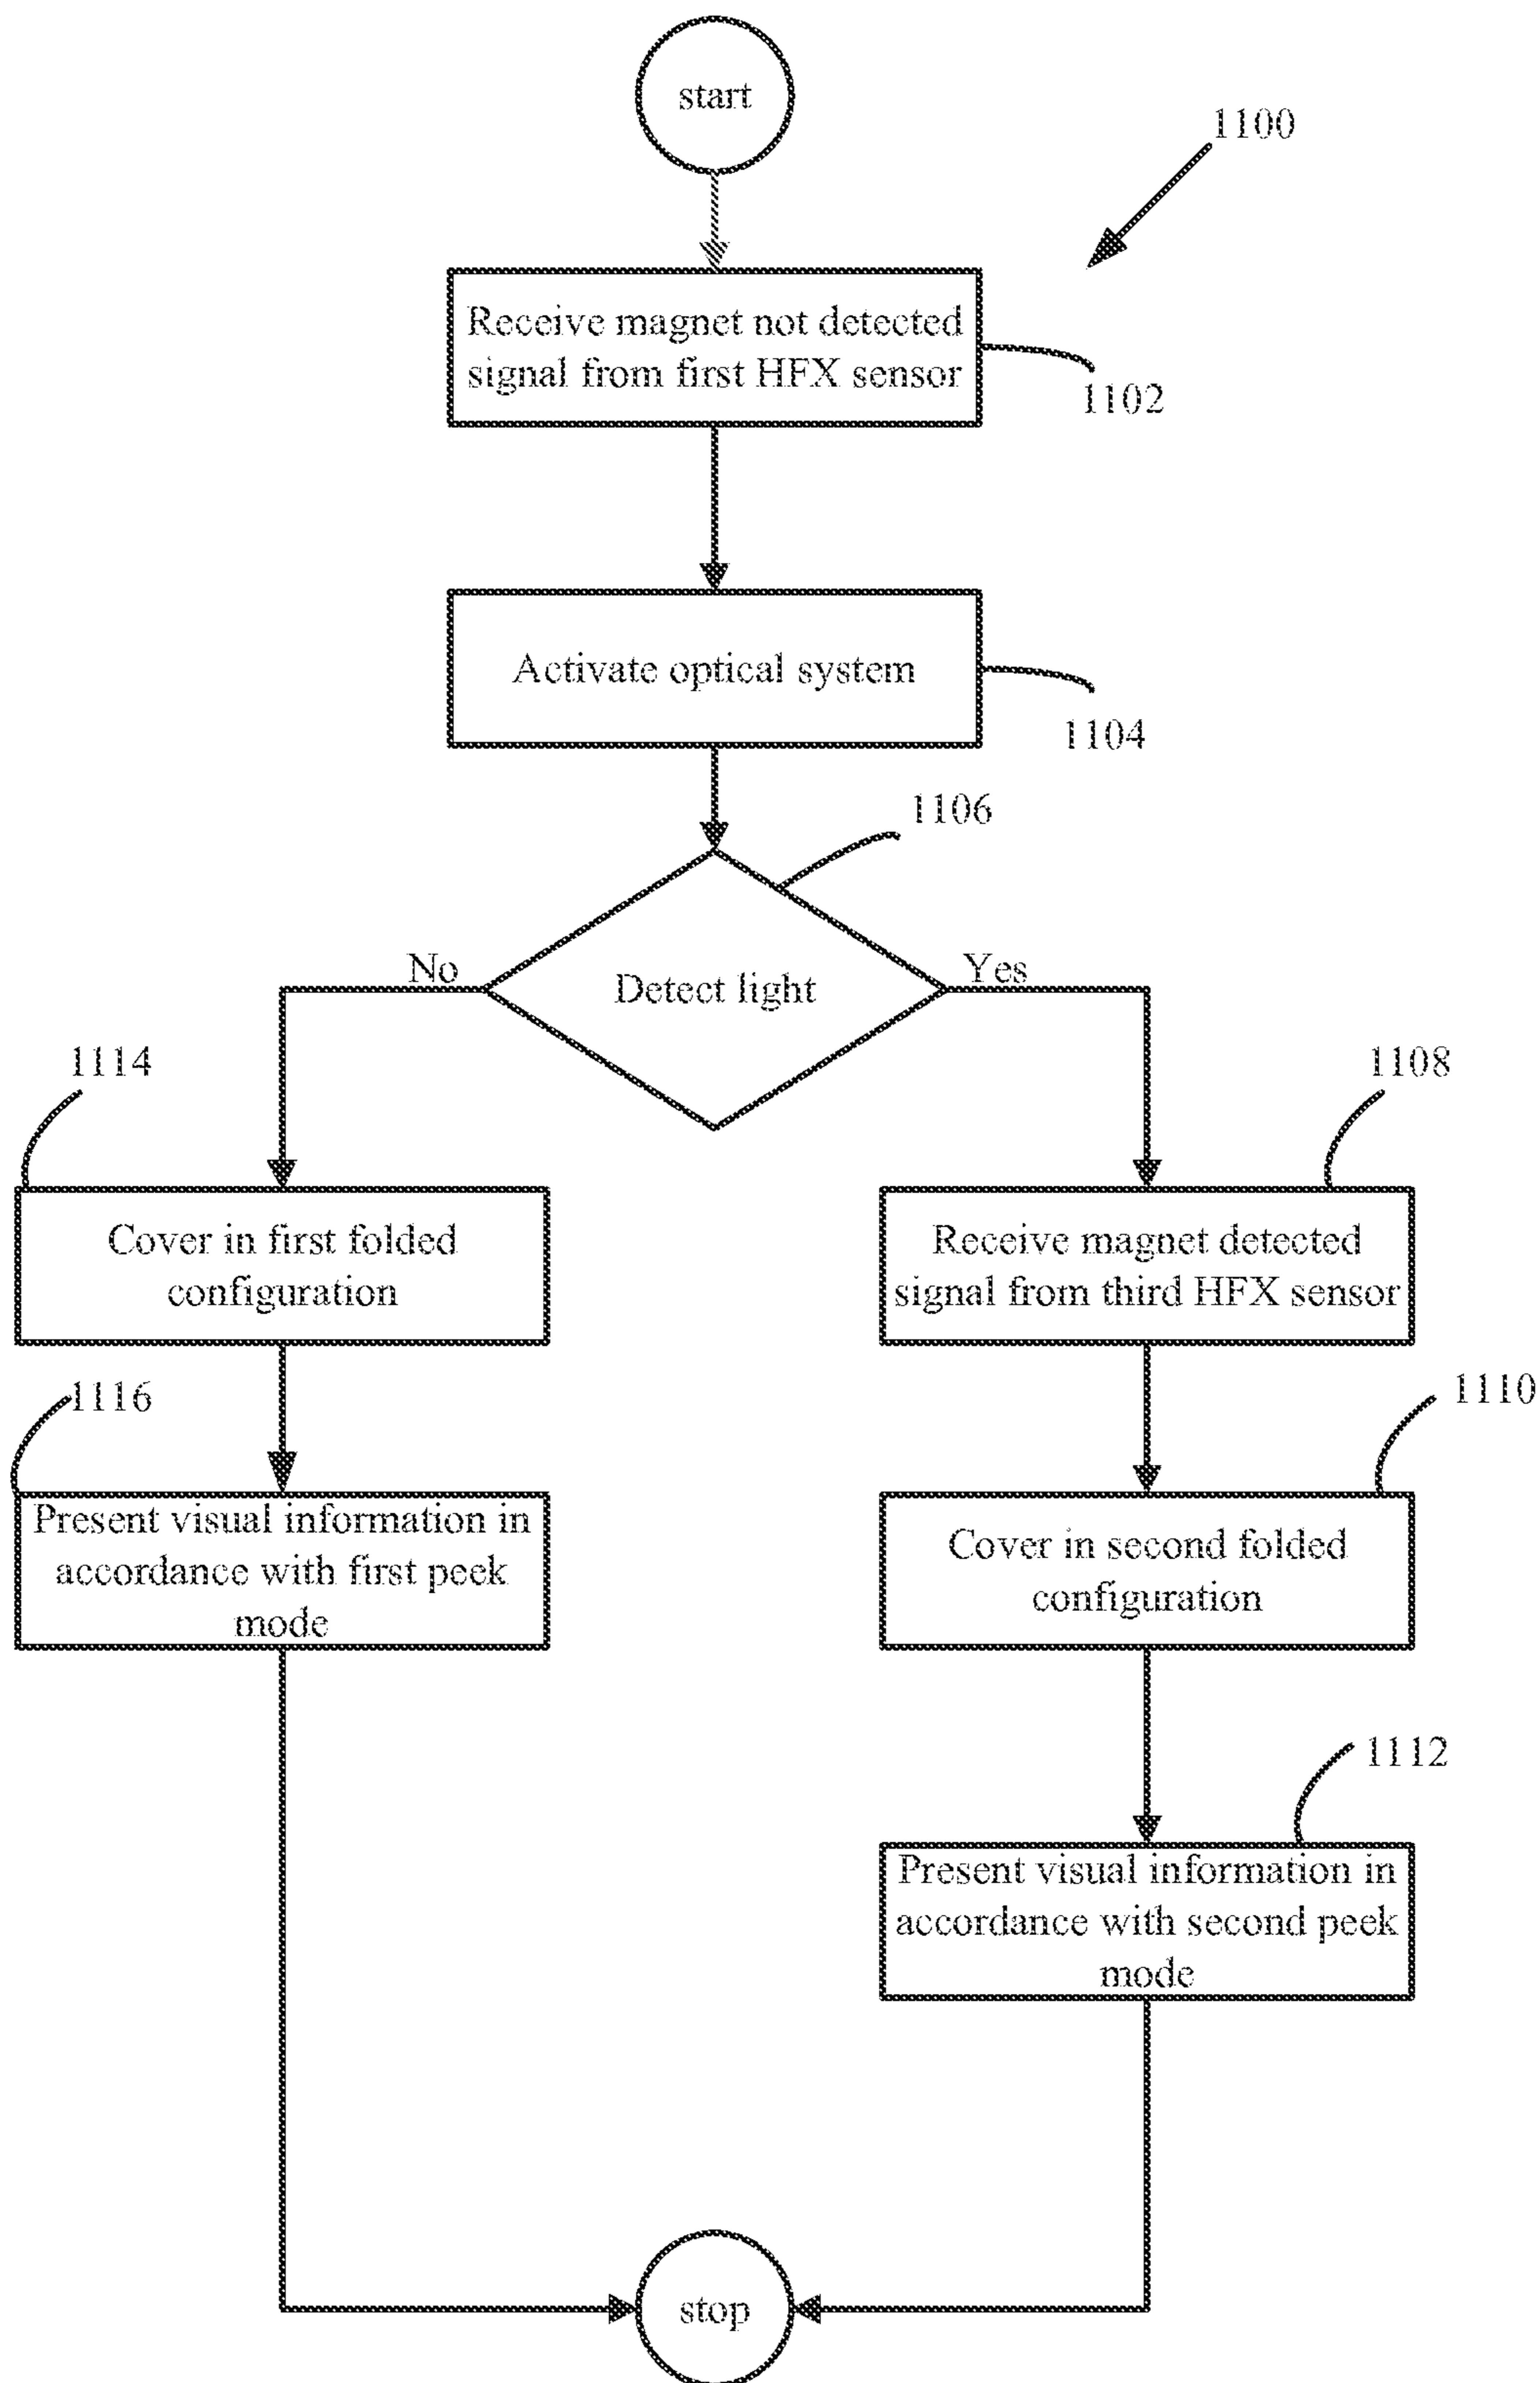 start
1100
Receive magnet not detected
signal from first HFX sensor
1102
Activate optical system
1104
1106
Detect light
No
Yes
1114
1108
Cover in first folded
configuration
Receive magnet detected
signal from third HFX sensor
1116
1110
Present visual information in
accordance with first peek
mode
Cover in second folded
configuration
1112
Present visual information in
accordance with second peek
mode
stop